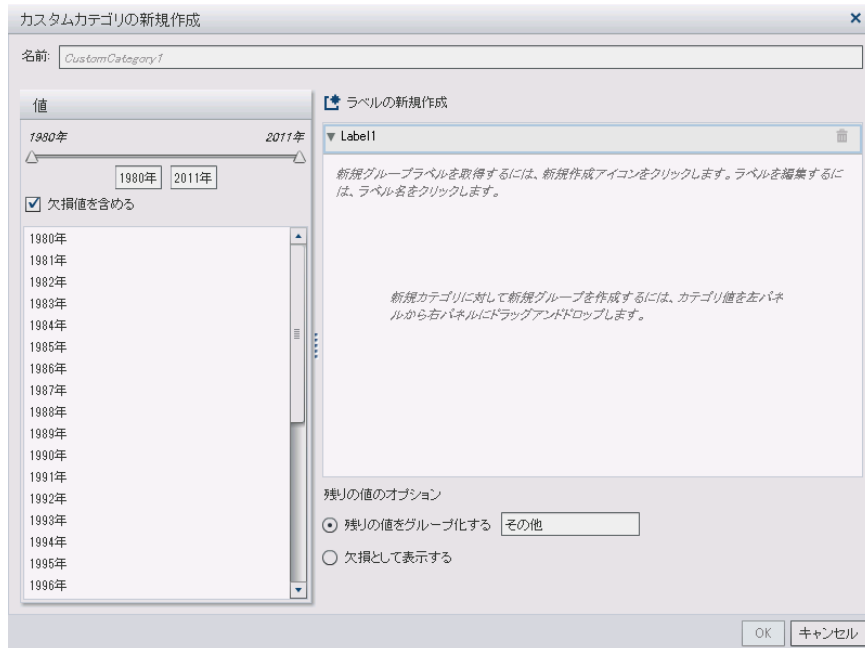 カスタムカテゴリの新規作成
名前: CustomCategory1
値
1980年 2011年
1980年 2011年
欠損値を含める
1980年
1981年
1982年
1983年
1984年
1985年
1986年
1987年
1988年
1989年
1990年
1991年
1992年
1993年
1994年
1995年
1996年
ラベルの新規作成
Label1
新規グループラベルを取得するには、新規作成アイコンをクリックします。ラベルを編集するに
は、ラベル名をクリックします。
新規カテゴリに対して新規グループを作成するには、カテゴリ値を左パネ
ルから右パネルにドラッグアンドドロップします。
残りの値のオプション
残りの値をグループ化する その他
欠損として表示する
OK キャンセル